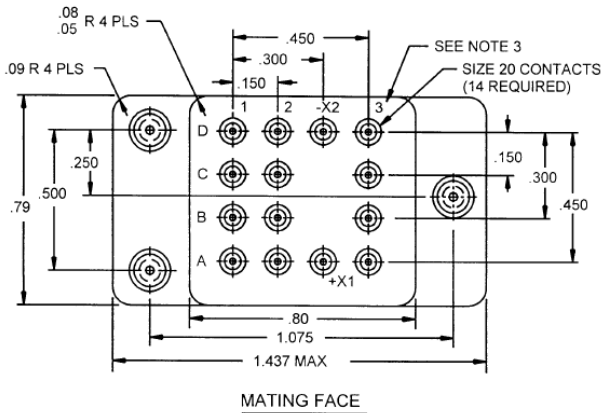 .08
.05 R 4 PLS
.450
.300
.150
SEE NOTE 3
.09 R 4 PLS
SIZE 20 CONTACTS
(14 REQUIRED)
1 2 -X2 3
D
C
B
A
+X1
.79
.500
.250
.150
.300
.450
.80
1.075
1.437 MAX
MATING FACE